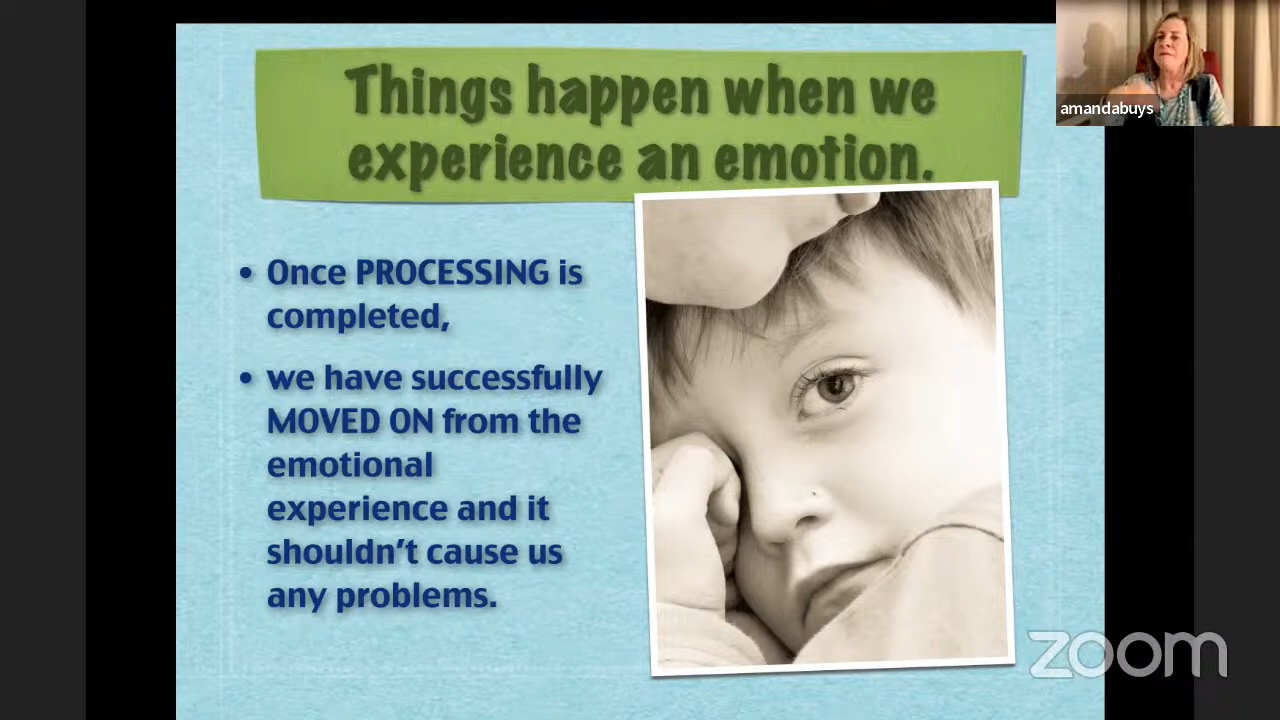 Things happen when we
experience an emotion.
amandabuys
• Once PROCESSING is
completed,
• we have successfully
MOVED ON from the
emotional
experience and it
shouldn't cause us
any problems.
zoom